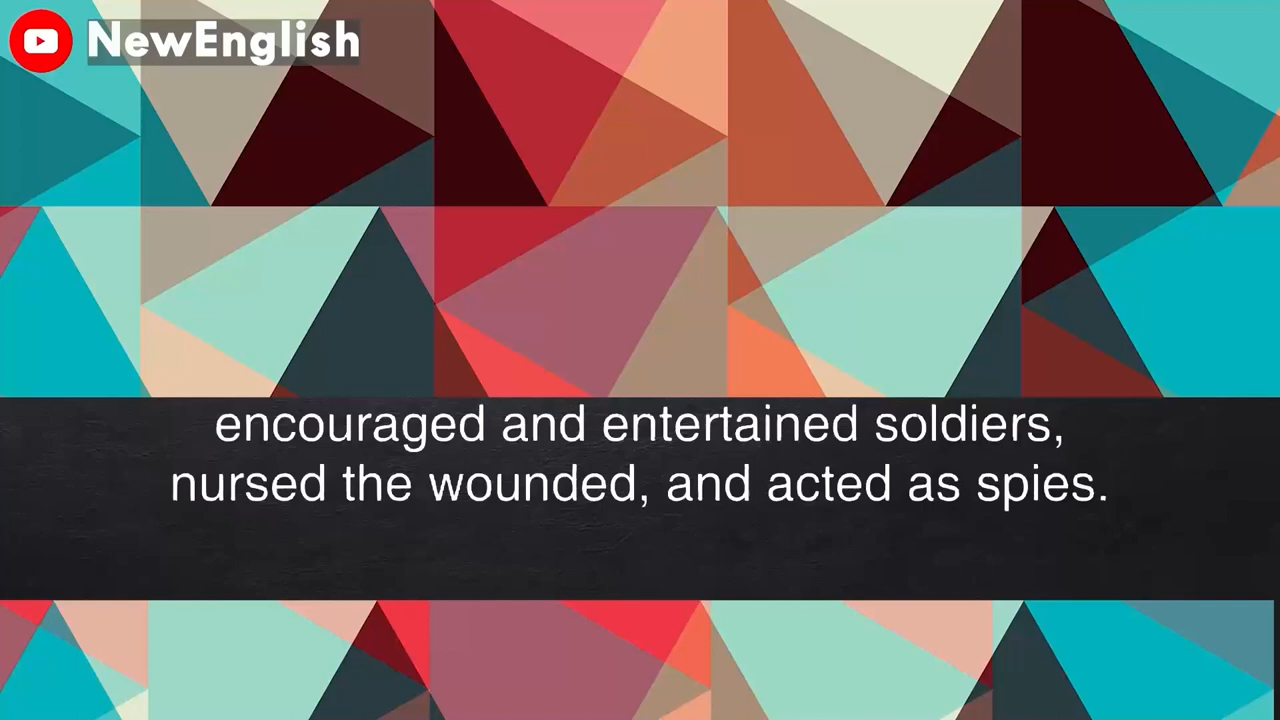 NewEnglish
encouraged and entertained soldiers,
nursed the wounded, and acted as spies.